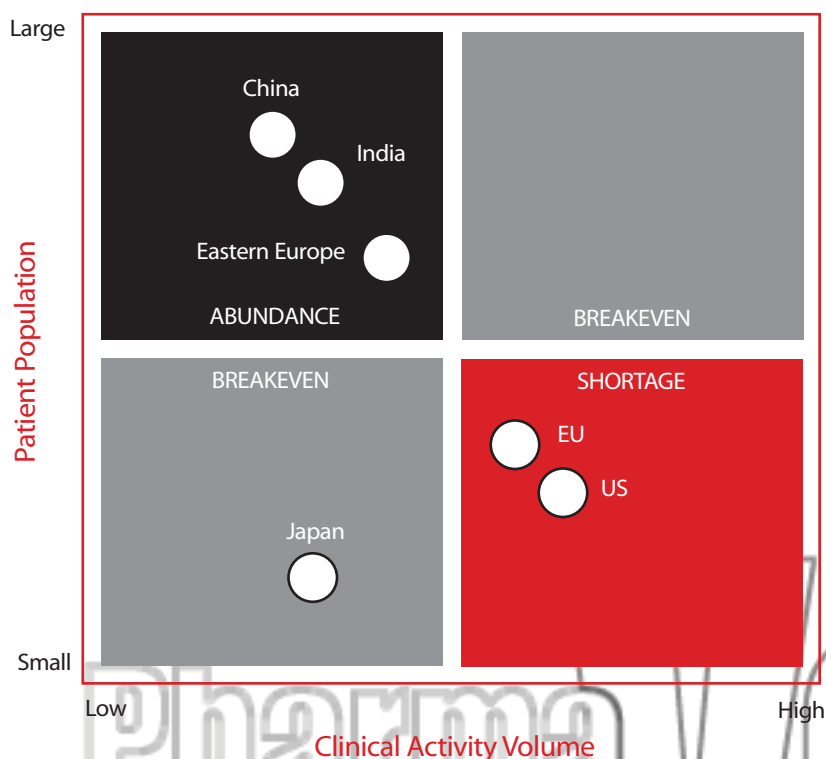 Large
China
India
Eastern Europe
ABUNDANCE
BREAKEVEN
Patient Population
BREAKEVEN
SHORTAGE
EU
US
Japan
Small
Low
High
Clinical Activity Volume
Pharma